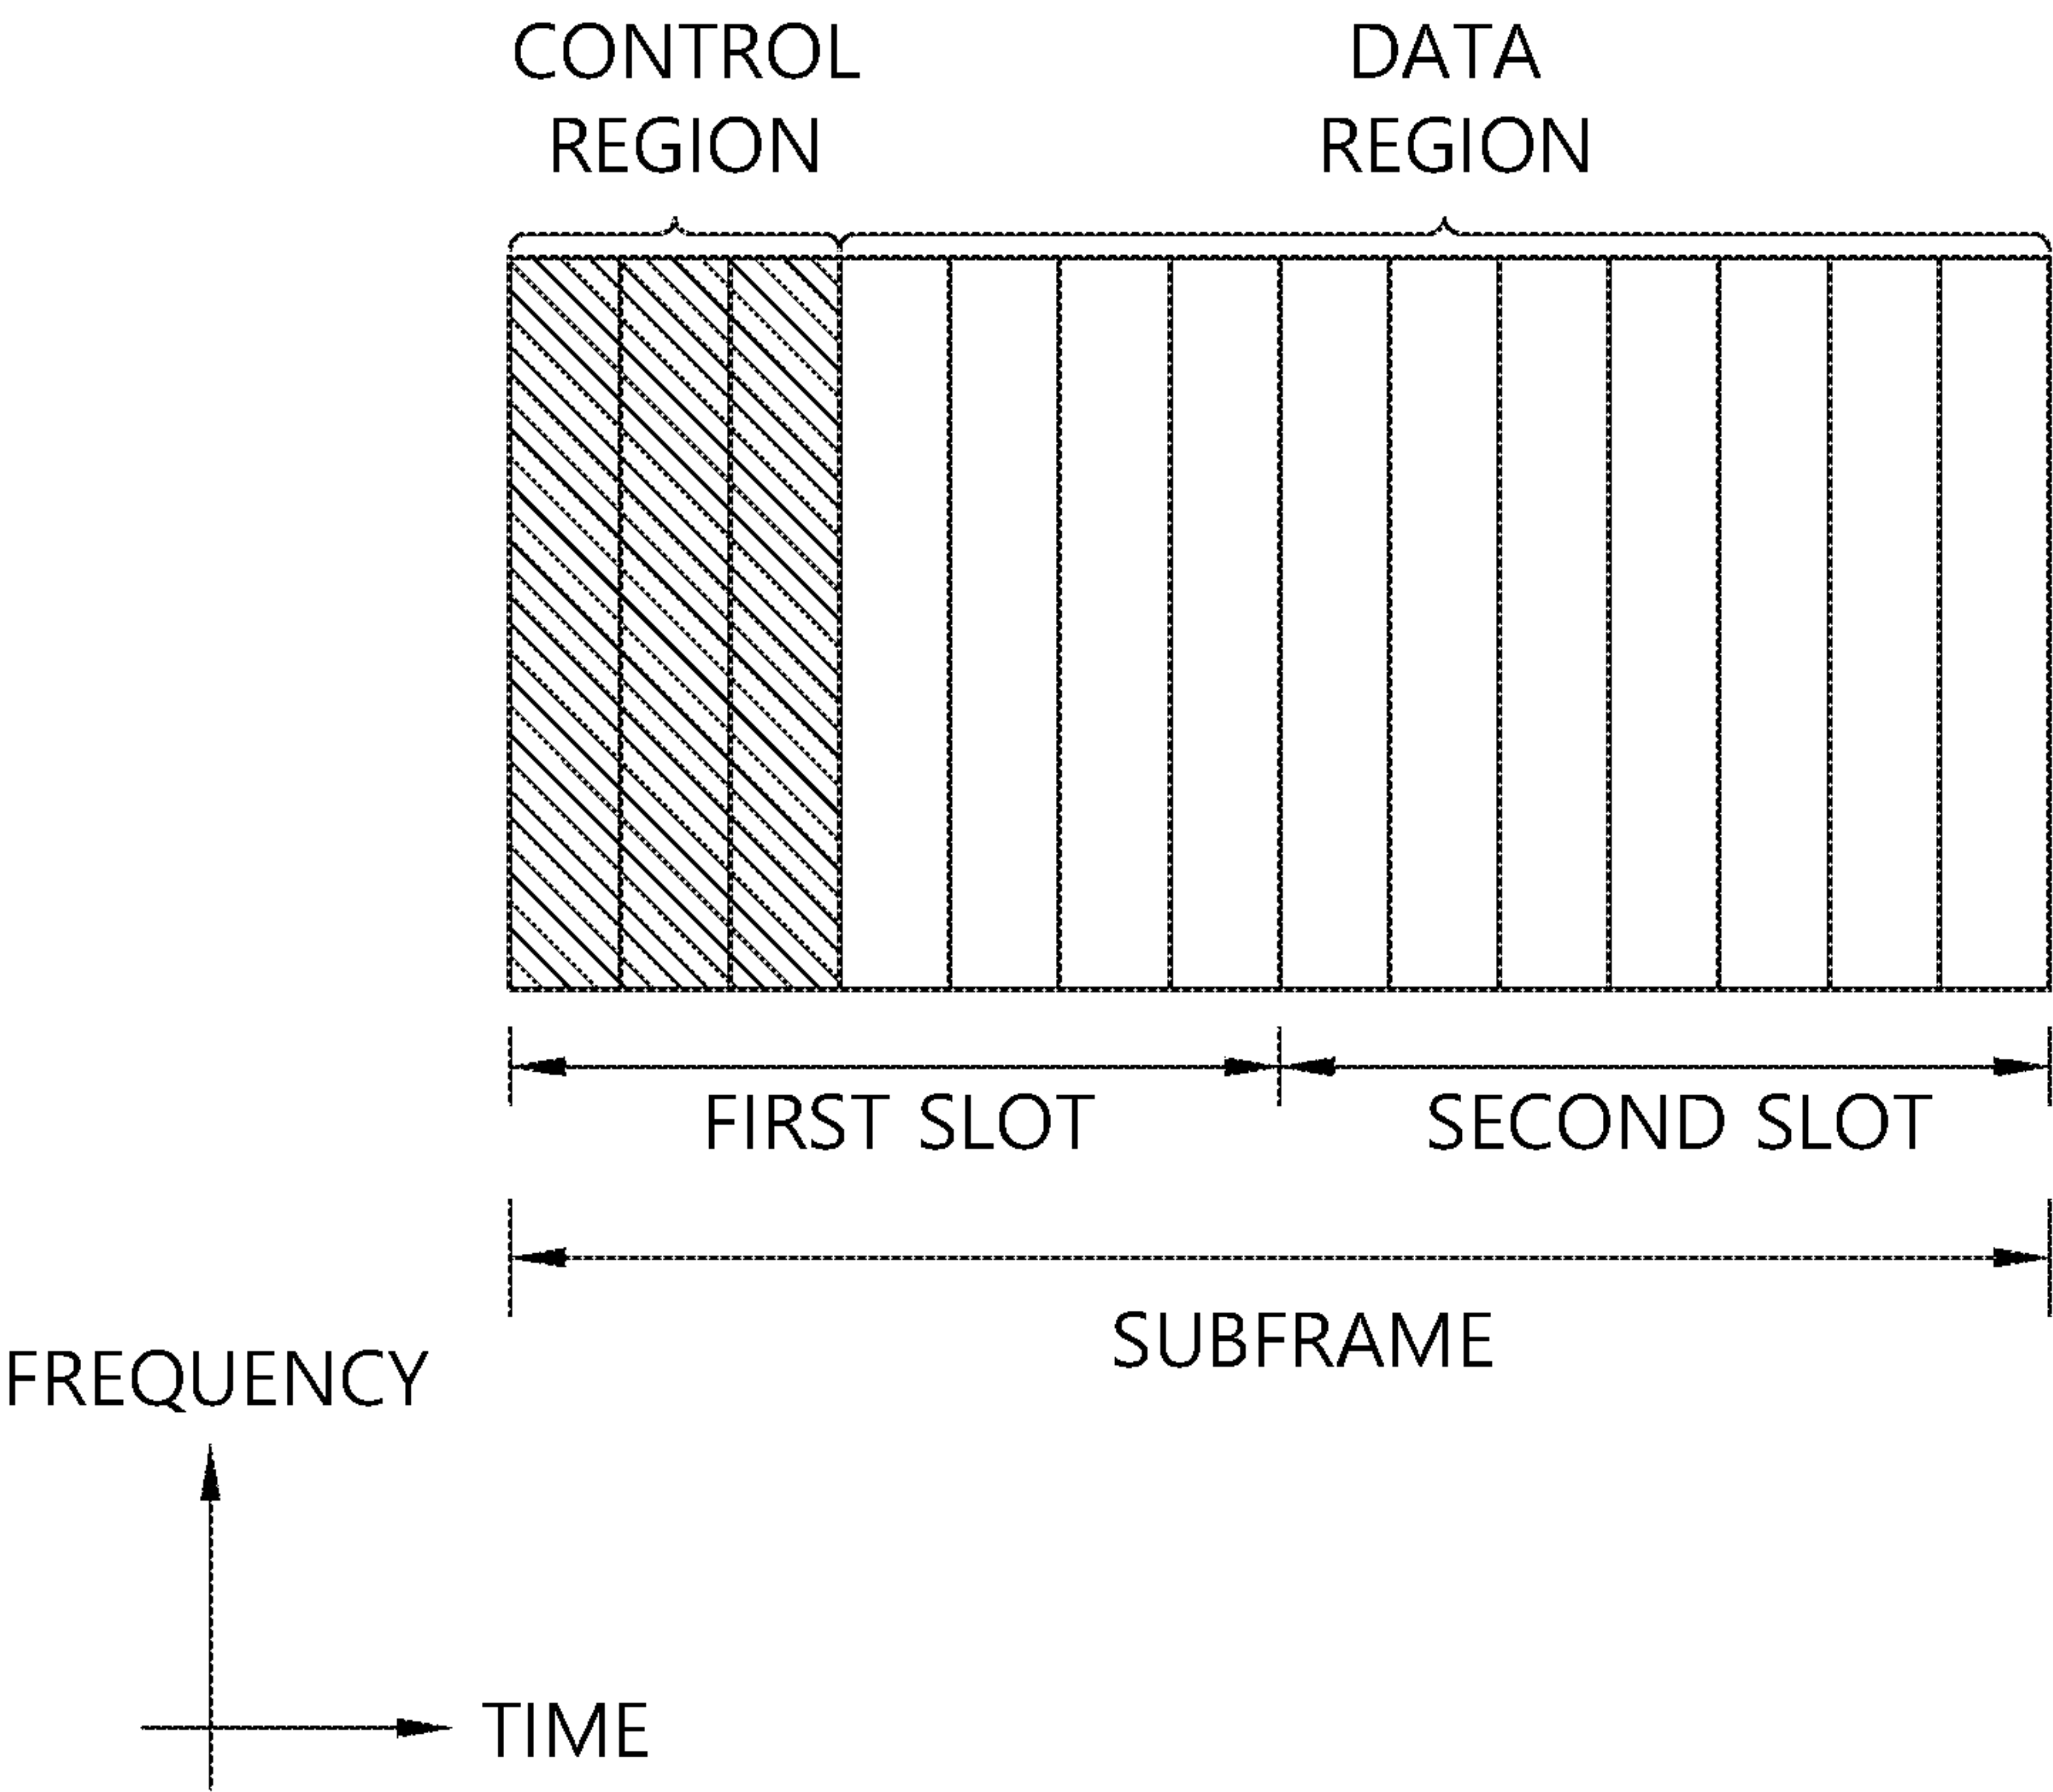 CONTROL
REGION
DATA
REGION
FIRST SLOT
SECOND SLOT
SUBFRAME
FREQUENCY
TIME